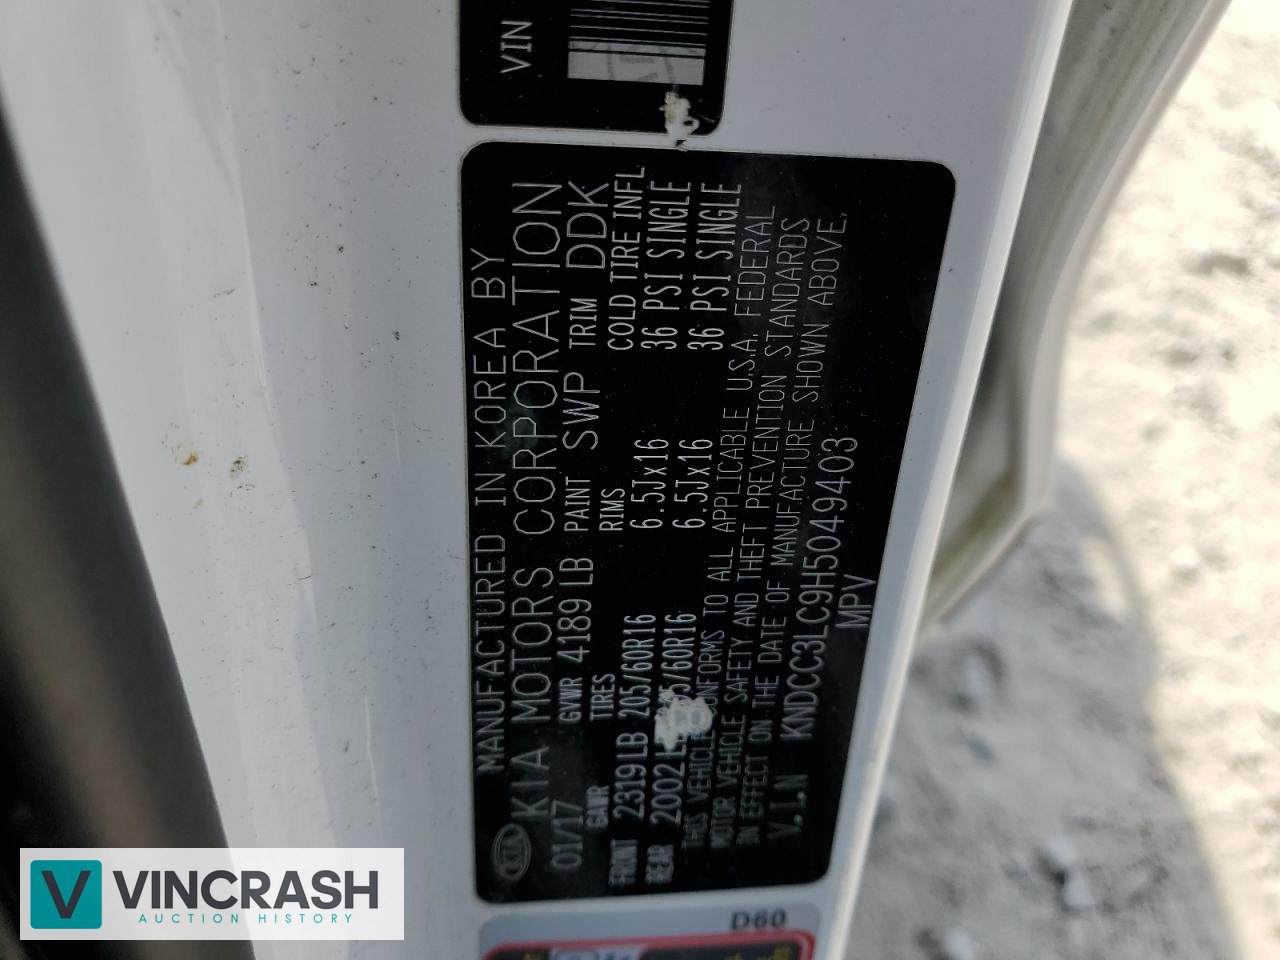 VIN
MANUFACTURED IN KOREA BY
KIA KIA MOTORS CORPORATION
01/17 GVWR 4189 LB PAINT SWP TRIM DDK
GAWR TIRES RIMS COLD TIRE INFL
FRONT 2319LB 205/60R16 6.5Jx16 36 PSI SINGLE
REAR 2002 /60R16 6.5Jx16 36 PSI SINGLE
THIS VEHICLE CONFORMS TO ALL APPLICABLE U.S.A. FEDERAL
MOTOR VEHICLE SAFETY AND THEFT PREVENTION STANDARDS
IN EFFECT ON THE DATE OF MANUFACTURE SHOWN ABOVE.
V.I.N KNDCC3LC9H5049403
MPV
D60
V VINCRASH
AUCTION HISTORY